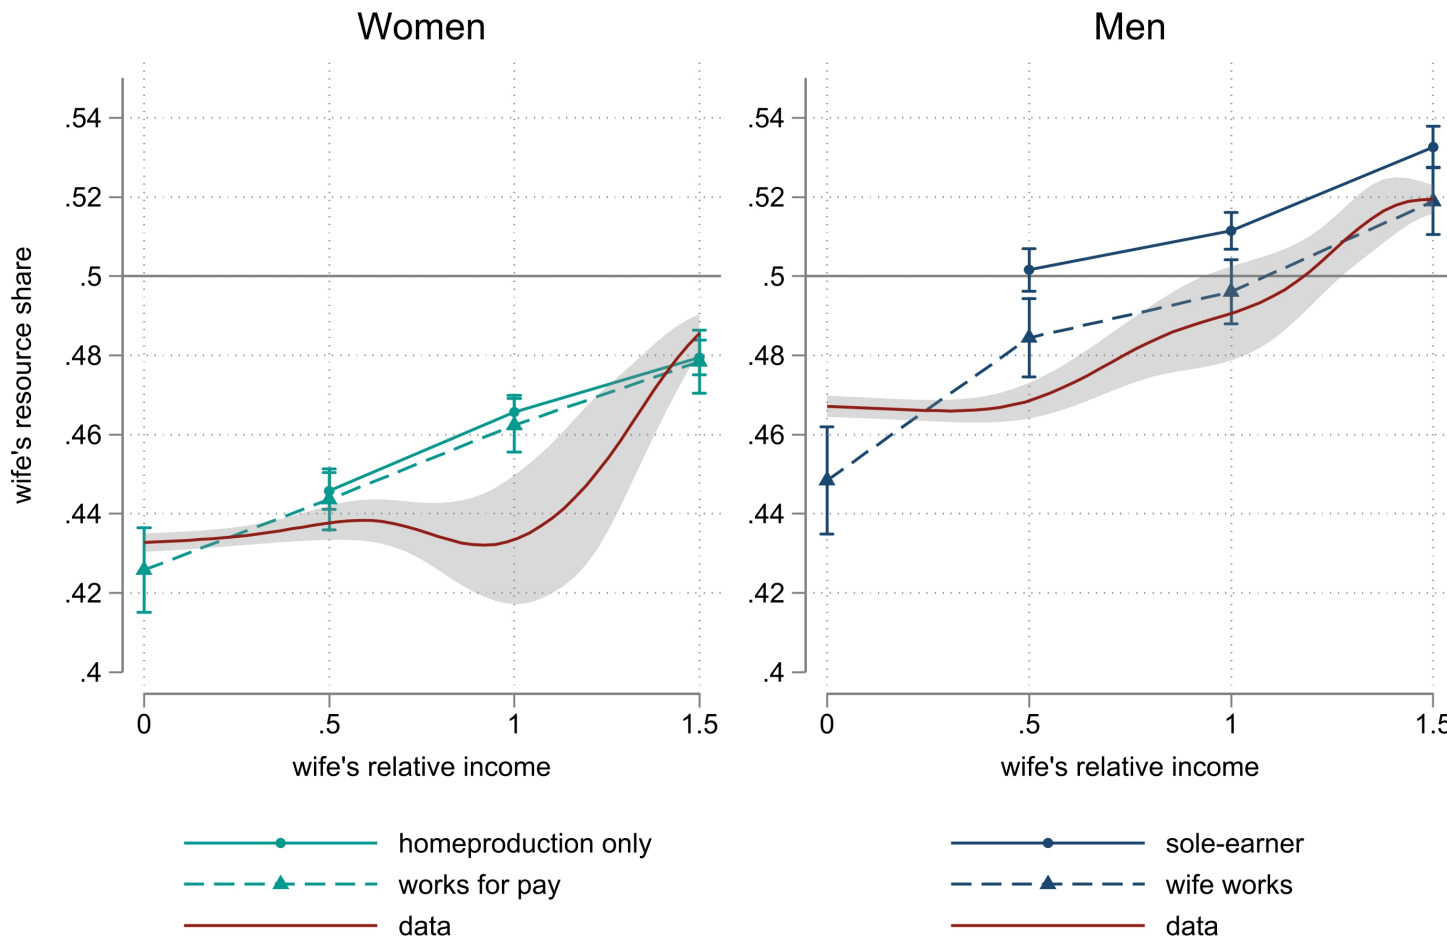 Women
Men
wife's resource share
.54
.52
.5
.48
.46
.44
.42
.4
0
.5
1
1.5
wife's relative income
.54
.52
.5
.48
.46
.44
.42
.4
0
.5
1
1.5
wife's relative income
homeproduction only
works for pay
data
sole-earner
wife works
data